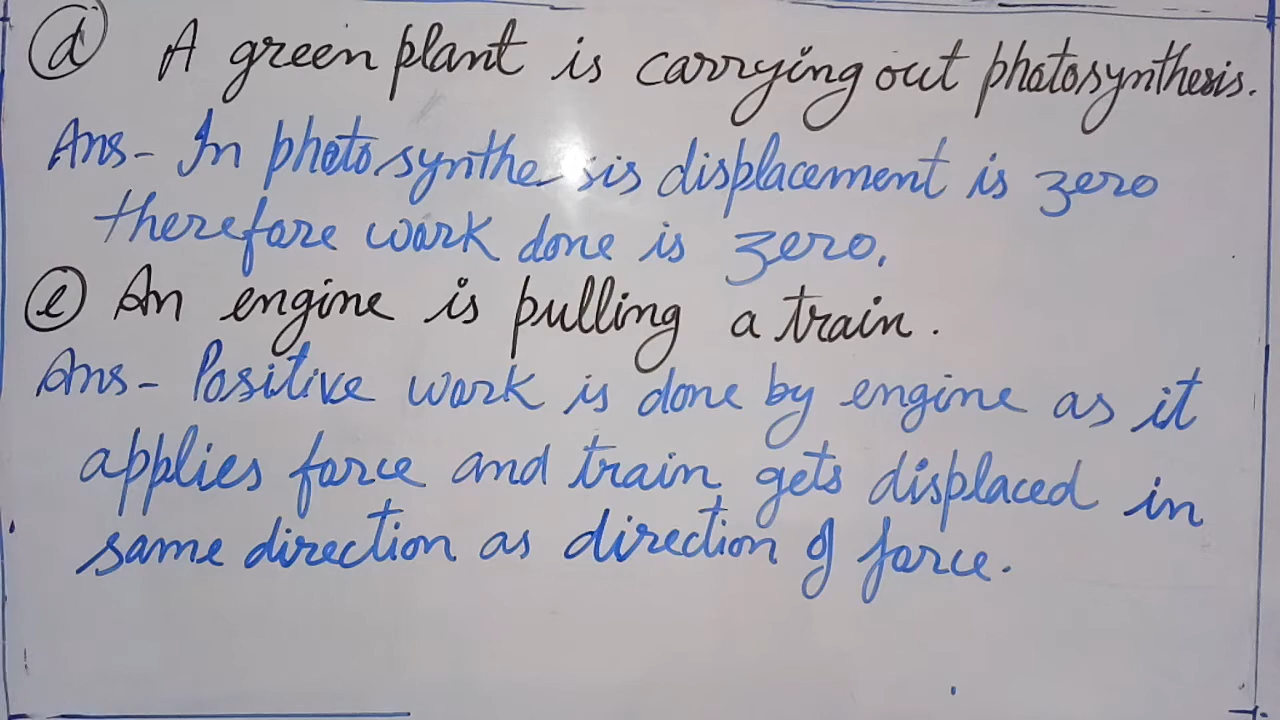 (d) A green plant is carrying out photosynthesis.
Ans- In photosynthesis displacement is zero
therefore work done is zero.
(e) An engine is pulling a train.
Ans- Positive work is done by engine as it
applies force and train gets displaced in
same direction as direction of force.